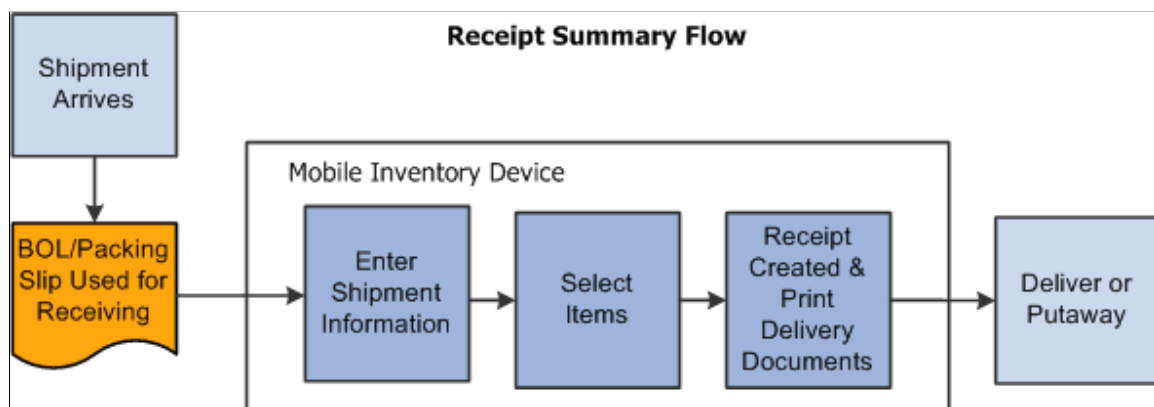 Receipt Summary Flow
Shipment
Arrives
BOL/Packing
Slip Used for
Receiving
Mobile Inventory Device
Enter
Shipment
Information
Select
Items
Receipt
Created &
Print
Delivery
Documents
Deliver or
Putaway